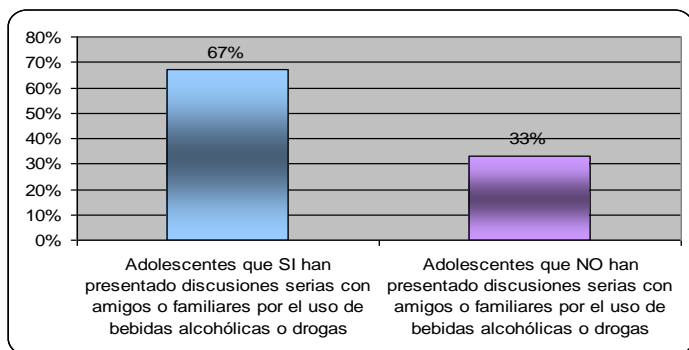 80%
70%
60%
50%
40%
30%
20%
10%
0%
67%
33%
Adolescentes que SI han
presentado discusiones serias con
amigos o familiares por el uso de
bebidas alcohólicas o drogas
Adolescentes que NO han
presentado discusiones serias con
amigos o familiares por el uso de
bebidas alcohólicas o drogas